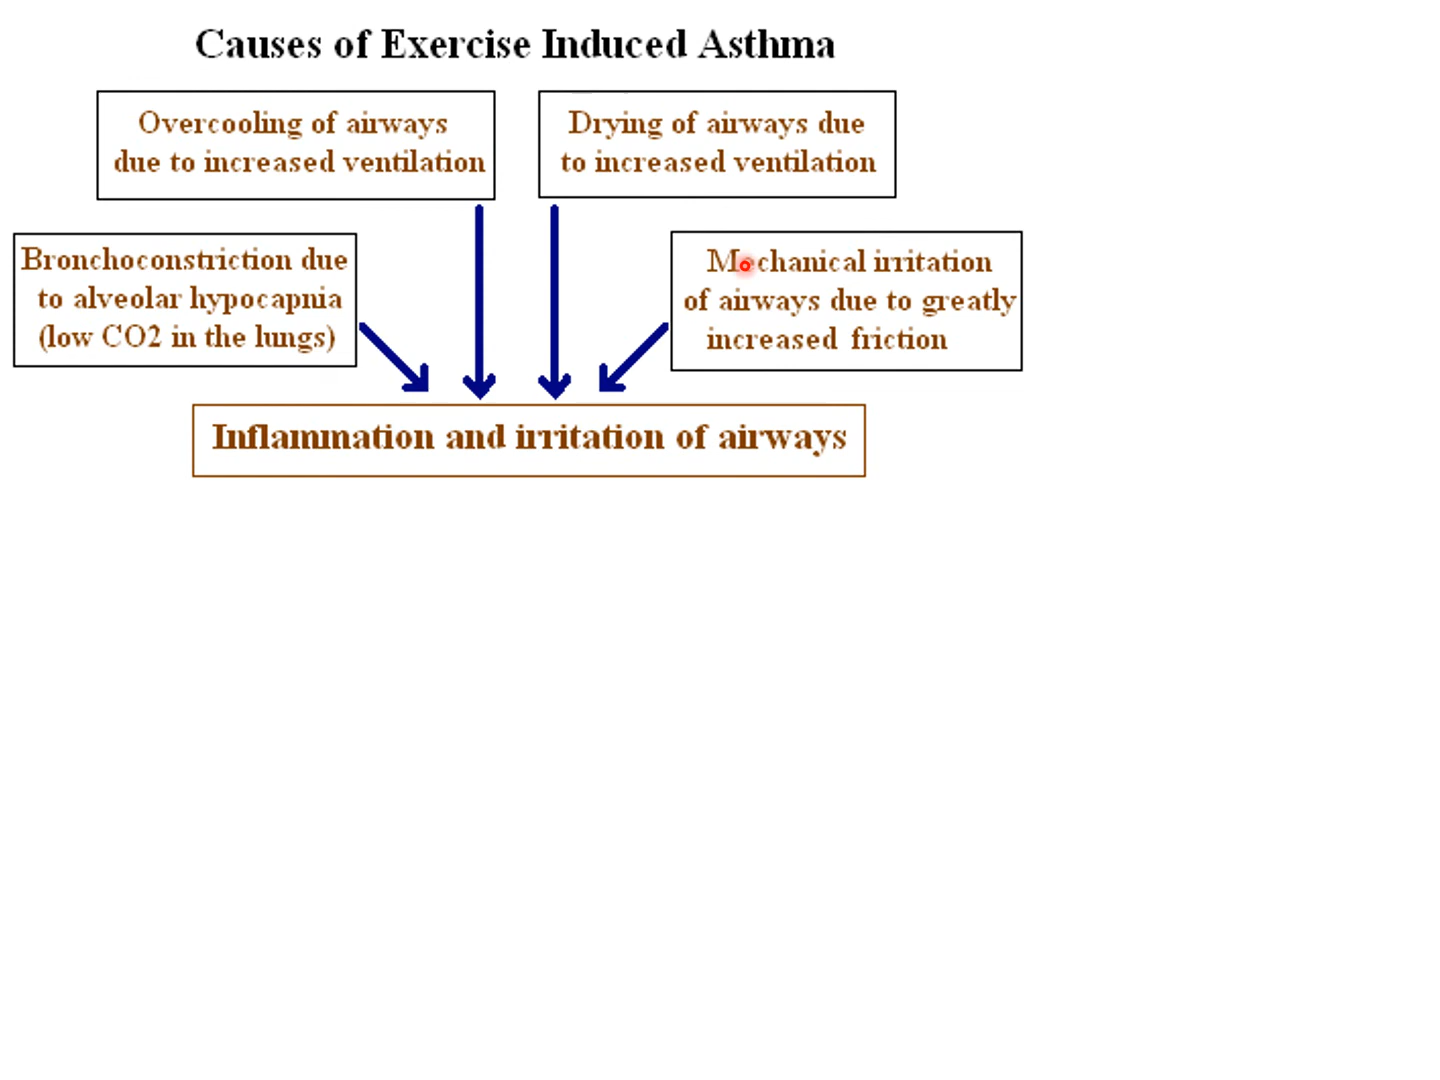 Causes of Exercise Induced Asthma
Overcooling of airways
due to increased ventilation
Drying of airways due
to increased ventilation
Bronchoconstriction due
to alveolar hypocapnia
(low CO2 in the lungs)
Mechanical irritation
of airways due to greatly
increased friction
Inflammation and irritation of airways